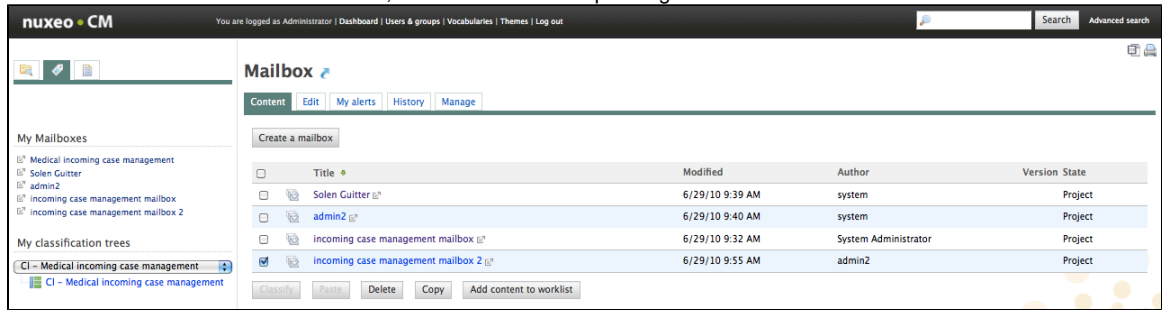 nuxeo • CM
You are logged as Administrator | Dashboard | Users & groups | Vocabularies | Themes | Log out
Search
Advanced search
Mailbox
Content Edit My alerts History Manage
My Mailboxes
Medical incoming case management
Solen Guitter
admin2
incoming case management mailbox
incoming case management mailbox 2
My classification trees
CI – Medical incoming case management
CI – Medical incoming case management
Create a mailbox
Title Modified Author Version State
Solen Guitter 6/29/10 9:39 AM system Project
admin2 6/29/10 9:40 AM system Project
incoming case management mailbox 6/29/10 9:32 AM System Administrator Project
incoming case management mailbox 2 6/29/10 9:55 AM admin2 Project
Classify Paste Delete Copy Add content to worklist